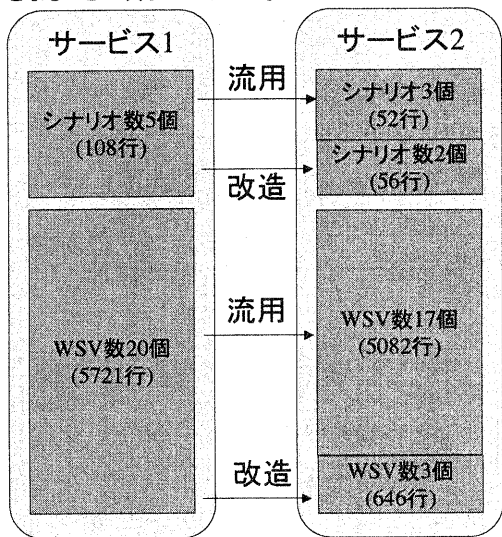 サービス1
サービス2
シナリオ数5個
(108行)
流用
シナリオ3個
(52行)
改造
シナリオ数2個
(56行)
WSV数20個
(5721行)
流用
WSV数17個
(5082行)
改造
WSV数3個
(646行)